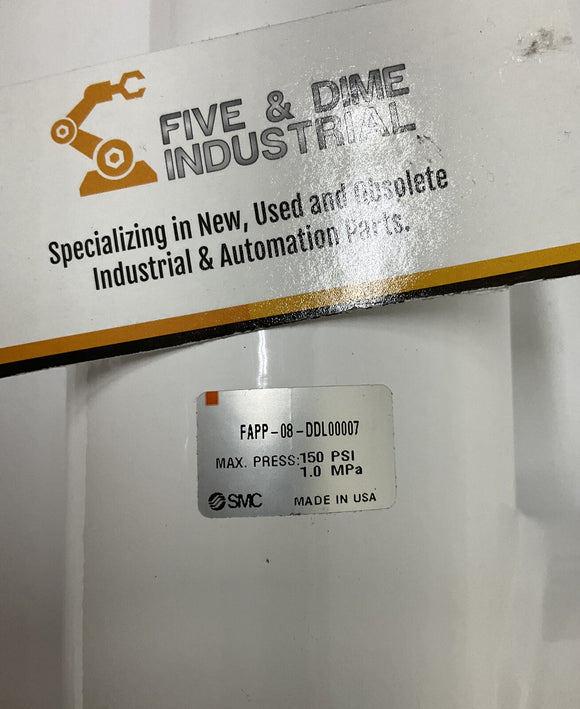 FIVE & DIME
INDUSTRIAL
Specializing in New, Used and Obsolete
Industrial & Automation Parts.
FAPP-08-DDL00007
MAX. PRESS:150 PSI
1.0 MPa
SMC MADE IN USA